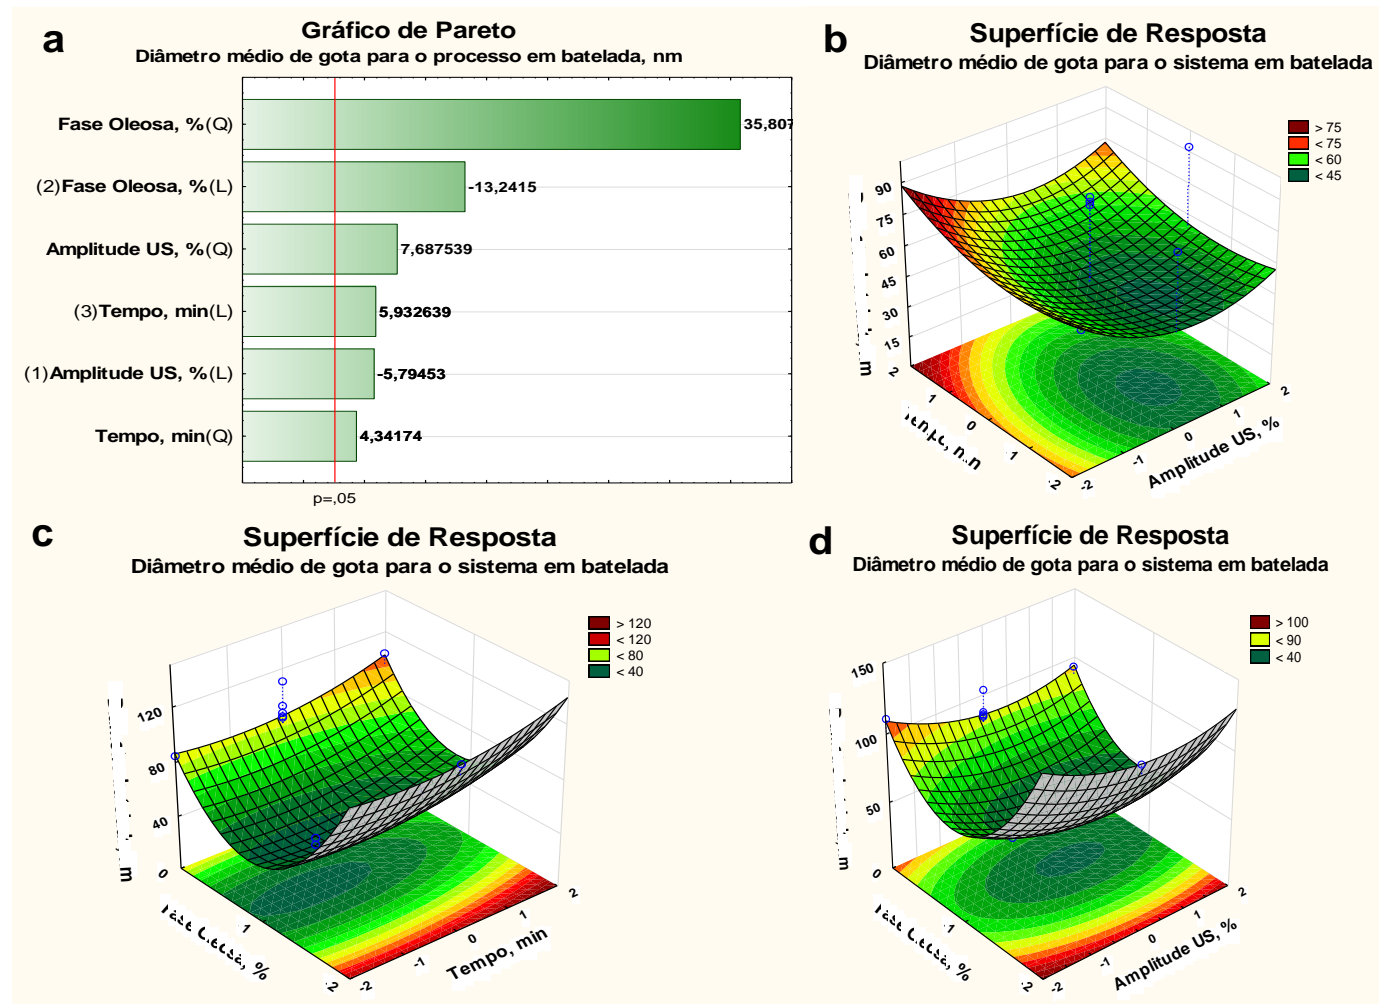 a
Gráfico de Pareto
Diâmetro médio de gota para o processo em batelada, nm
Fase Oleosa, %(Q)
35,807
(2)Fase Oleosa, %(L)
-13,2415
Amplitude US, %(Q)
7,687539
(3)Tempo, min(L)
5,932639
(1)Amplitude US, %(L)
-5,79453
Tempo, min(Q)
4,34174
p=,05
b
Superfície de Resposta
Diâmetro médio de gota para o sistema em batelada
> 75
< 75
< 60
< 45
90
75
60
45
30
15
2
1
0
-2
-2
-1
0
1
2
Amplitude US, %
c
Superfície de Resposta
Diâmetro médio de gota para o sistema em batelada
> 120
< 120
< 80
< 40
120
80
40
0
-2
-1
0
1
2
Tempo, min
d
Superfície de Resposta
Diâmetro médio de gota para o sistema em batelada
> 100
< 90
< 40
150
100
50
0
-2
-1
0
1
2
Amplitude US, %